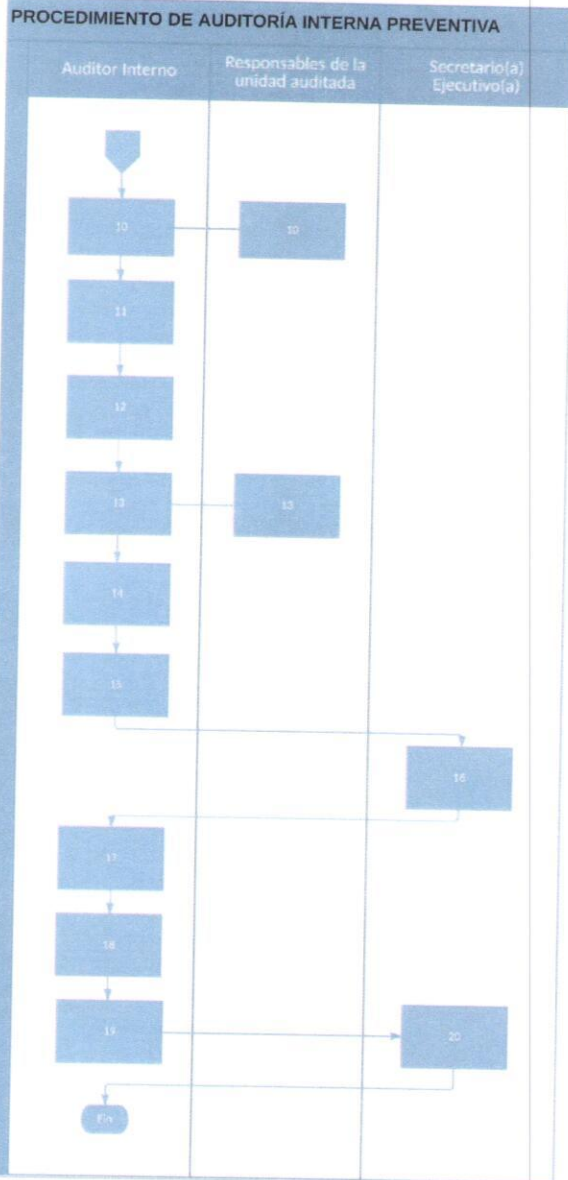 PROCEDIMIENTO DE AUDITORÍA INTERNA PREVENTIVA
Auditor Interno
Responsables de la
unidad auditada
Secretario(a)
Ejecutivo(a)
10
10
11
12
13
13
14
15
16
17
18
19
20
Fin